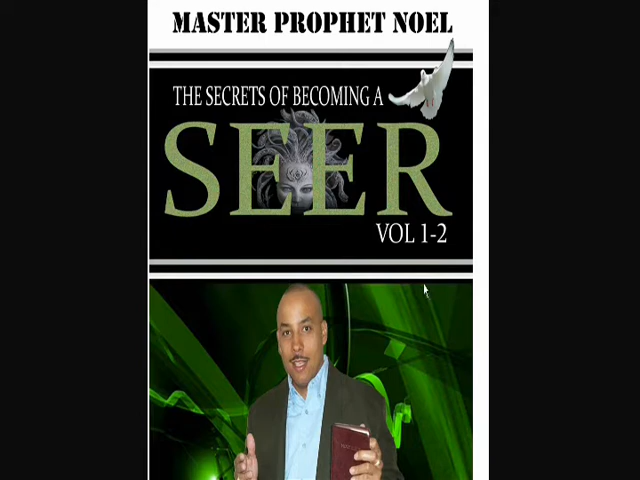 MASTER PROPHET NOEL
THE SECRETS OF BECOMING A
SEER
VOL 1-2